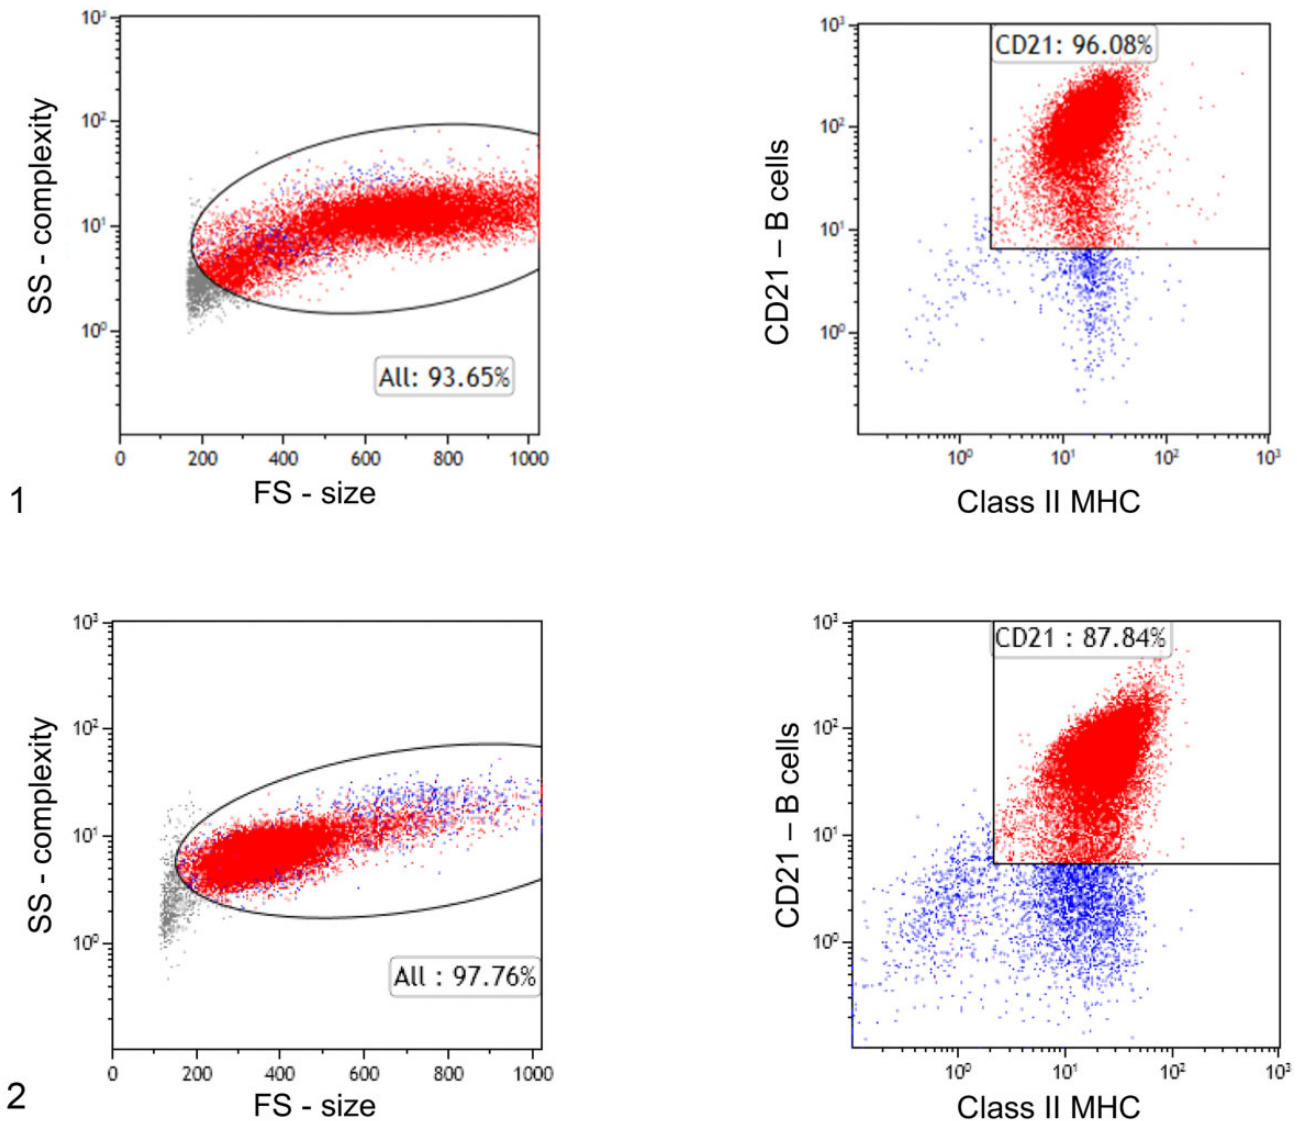 10³
10²
10¹
10⁰
SS - complexity
All: 93.65%
0 200 400 600 800 1000
FS - size
1
10³
10²
10¹
10⁰
CD21 – B cells
CD21: 96.08%
10⁰ 10¹ 10² 10³
Class II MHC
10³
10²
10¹
10⁰
SS - complexity
All : 97.76%
0 200 400 600 800 1000
FS - size
2
10³
10²
10¹
10⁰
CD21 – B cells
CD21 : 87.84%
10⁰ 10¹ 10² 10³
Class II MHC